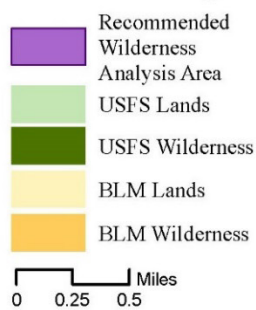 Recommended
Wilderness
Analysis Area
USFS Lands
USFS Wilderness
BLM Lands
BLM Wilderness
Miles
0 0.25 0.5